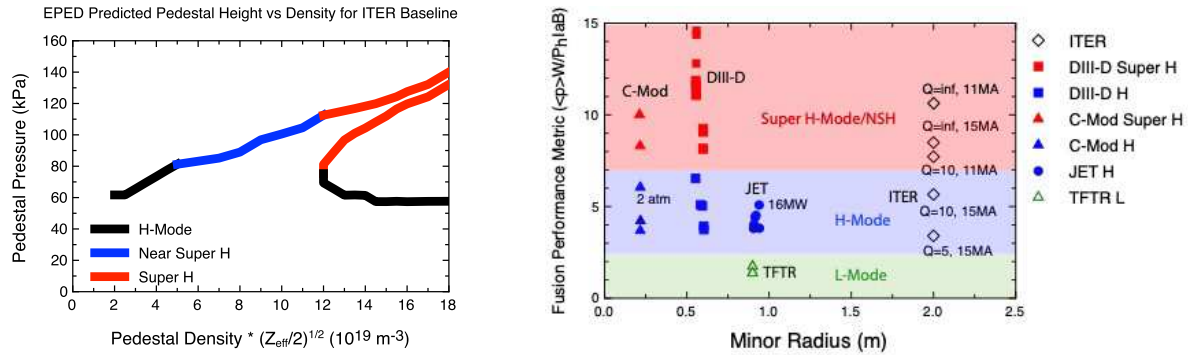 EPED Predicted Pedestal Height vs Density for ITER Baseline
160
140
120
100
80
60
40
20
0
0 2 4 6 8 10 12 14 16 18
Pedestal Pressure (kPa)
H-Mode
Near Super H
Super H
Pedestal Density * (Zeff/2)1/2 (1019 m-3)
15
10
5
0
0.0 0.5 1.0 1.5 2.0 2.5
Fusion Performance Metric (<p>W/PhIaB)
Minor Radius (m)
C-Mod
DIII-D
Q=inf, 11MA
Super H-Mode/NSH
Q=inf, 15MA
Q=10, 11MA
2 atm
JET
16MW
ITER
H-Mode
Q=10, 15MA
Q=5, 15MA
TFTR
L-Mode
ITER
DIII-D Super H
DIII-D H
C-Mod Super H
C-Mod H
JET H
TFTR L